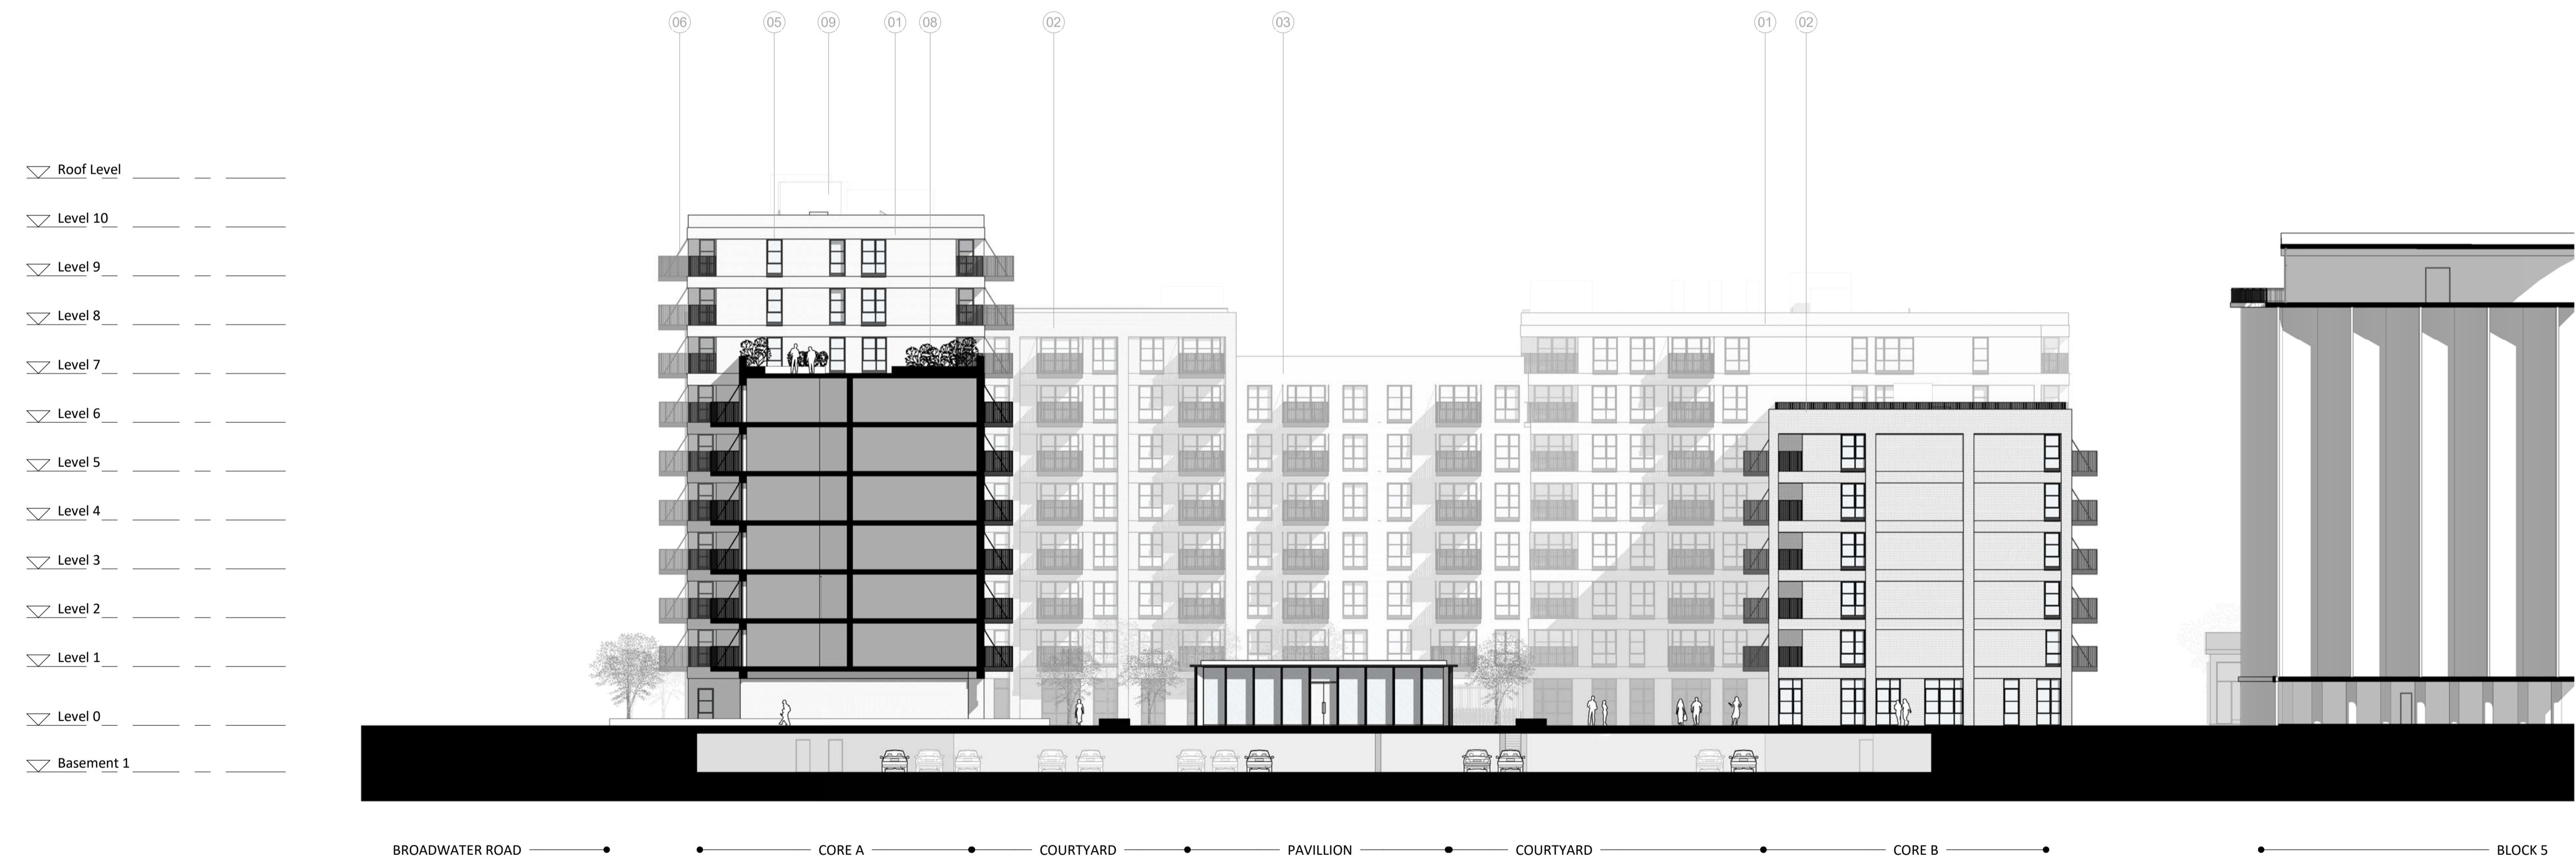 06 05 09 01 08 02 03 01 02
Roof Level
Level 10
Level 9
Level 8
Level 7
Level 6
Level 5
Level 4
Level 3
Level 2
Level 1
Level 0
Basement 1
BROADWATER ROAD CORE A COURTYARD PAVILLION COURTYARD CORE B BLOCK 5